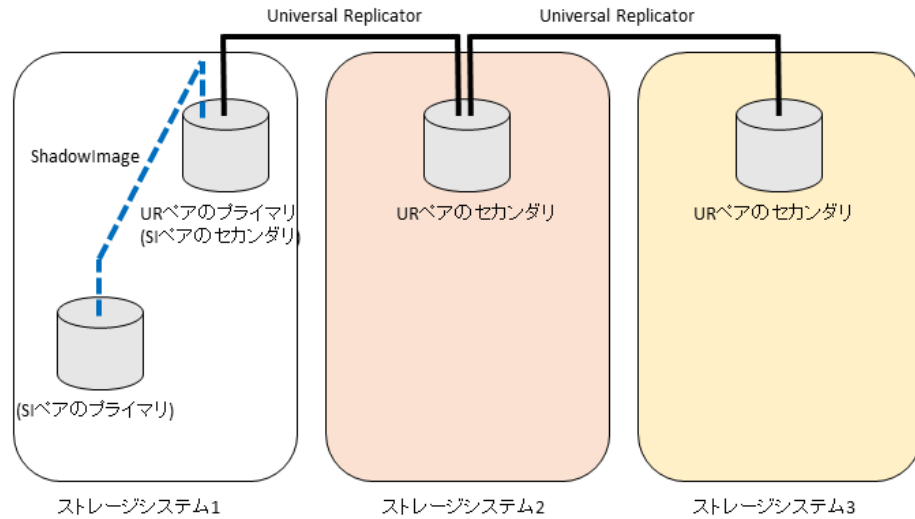 Universal Replicator
Universal Replicator
ShadowImage
URペアのプライマリ
(SIペアのセカンダリ)
URペアのセカンダリ
URペアのセカンダリ
(SIペアのプライマリ)
ストレージシステム1
ストレージシステム2
ストレージシステム3